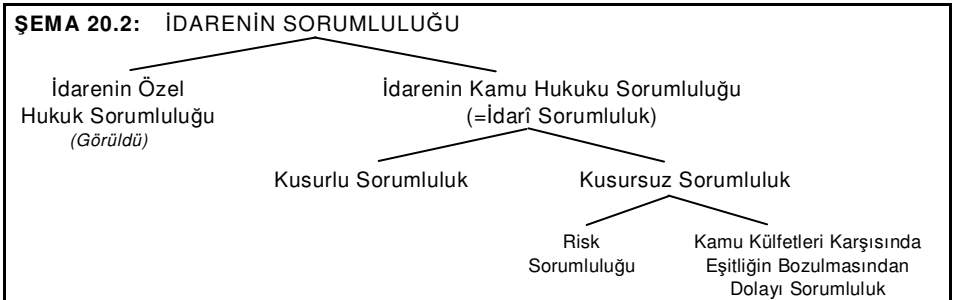 ŞEMA 20.2: İDARENİN SORUMLULUĞU
İdarenin Özel
Hukuk Sorumluluğu
(Görüldü)
İdarenin Kamu Hukuku Sorumluluğu
(=İdarî Sorumluluk)
Kusurlu Sorumluluk
Kusursuz Sorumluluk
Risk
Sorumluluğu
Kamu Külfetleri Karşısında
Eşitliğin Bozulmasından
Dolayı Sorumluluk